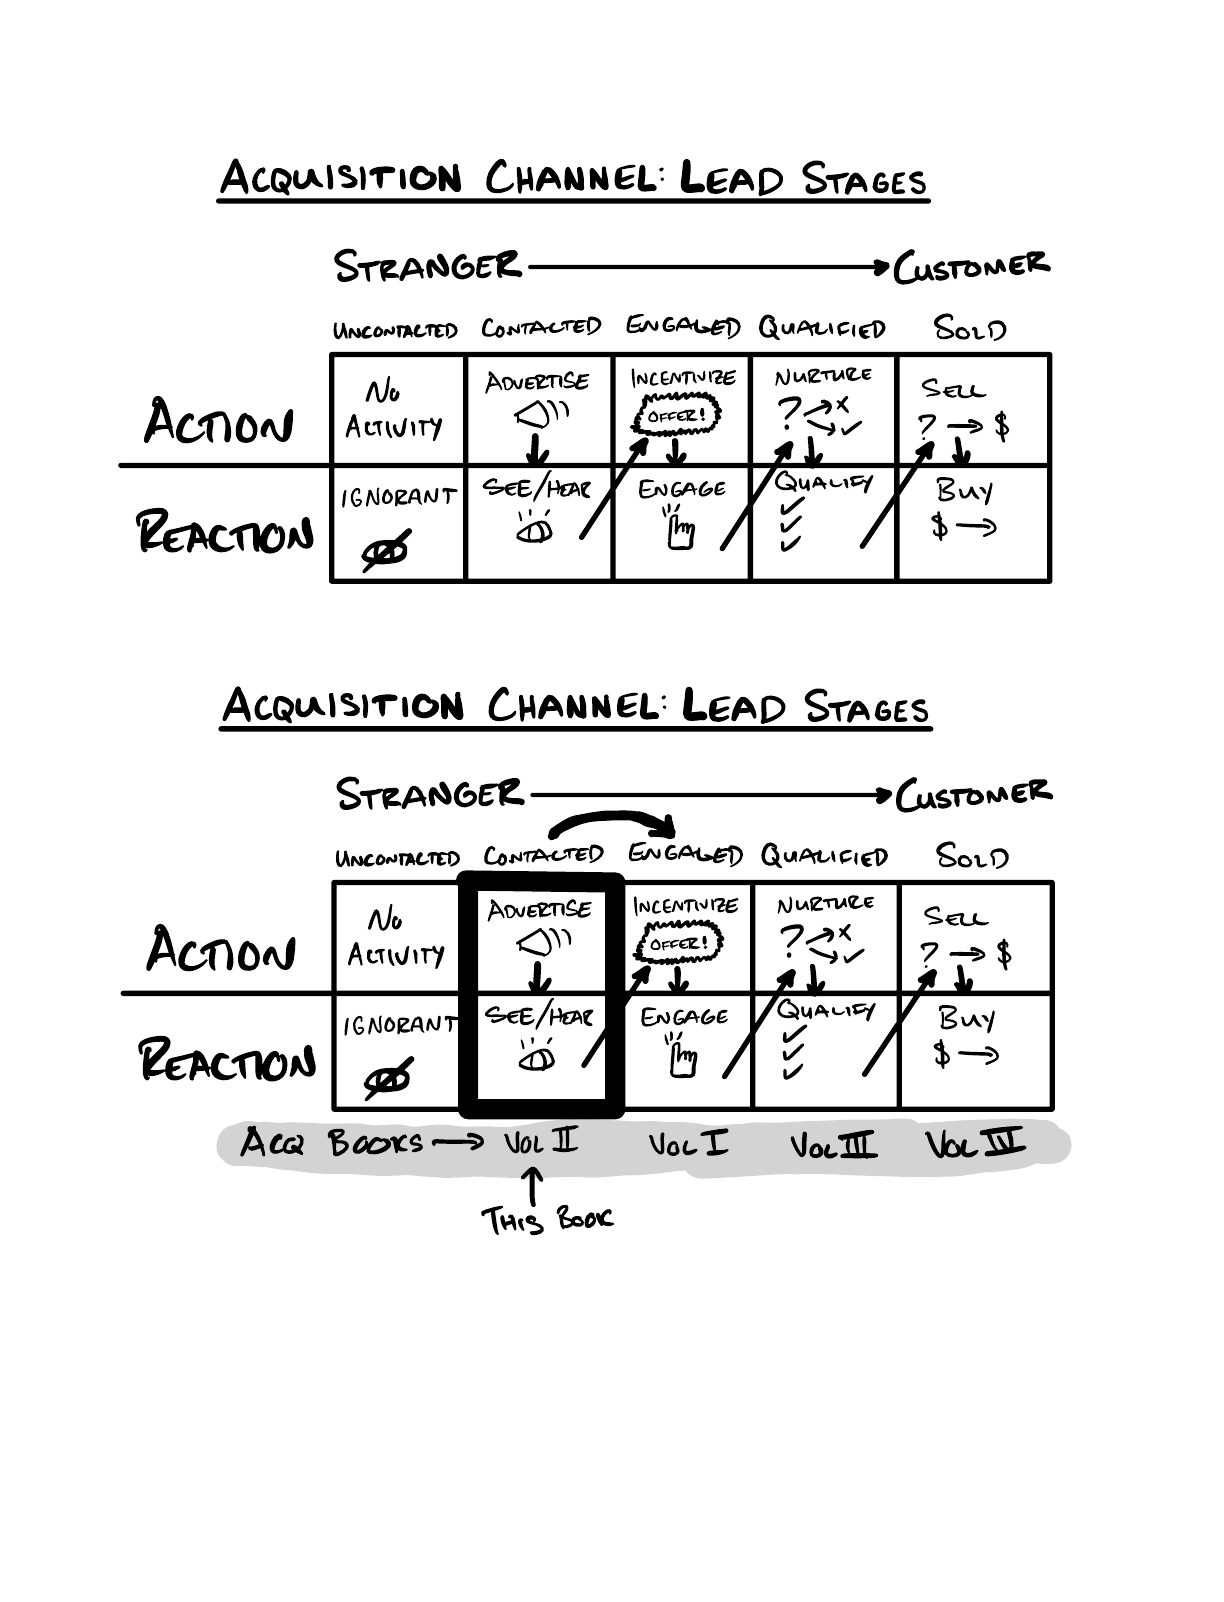 ACQUISITION CHANNEL: LEAD STAGES
STRANGER → CUSTOMER
UNCONTACTED CONTACTED ENGAGED QUALIFIED SOLD
ACTION
NO ACTIVITY
ADVERTISE
INCENTIVIZE
OFFER!
NURTURE
? → X
→ ✓
SELL
? → $
REACTION
IGNORANT
SEE/HEAR
ENGAGE
QUALIFY
✓
✓
✓
BUY
$ →
ACQUISITION CHANNEL: LEAD STAGES
STRANGER → CUSTOMER
UNCONTACTED CONTACTED ENGAGED QUALIFIED SOLD
ACTION
NO ACTIVITY
ADVERTISE
INCENTIVIZE
OFFER!
NURTURE
? → X
→ ✓
SELL
? → $
REACTION
IGNORANT
SEE/HEAR
ENGAGE
QUALIFY
✓
✓
✓
BUY
$ →
ACQ BOOKS → VOL II VOL I VOL III VOL IV
THIS BOOK